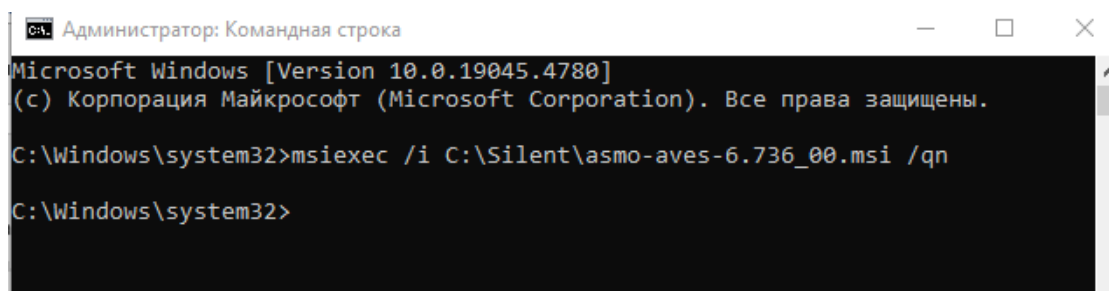 Администратор: Командная строка
Microsoft Windows [Version 10.0.19045.4780]
(c) Корпорация Майкрософт (Microsoft Corporation). Все права защищены.
C:\Windows\system32>msiexec /i C:\Silent\asmo-aves-6.736_00.msi /qn
C:\Windows\system32>